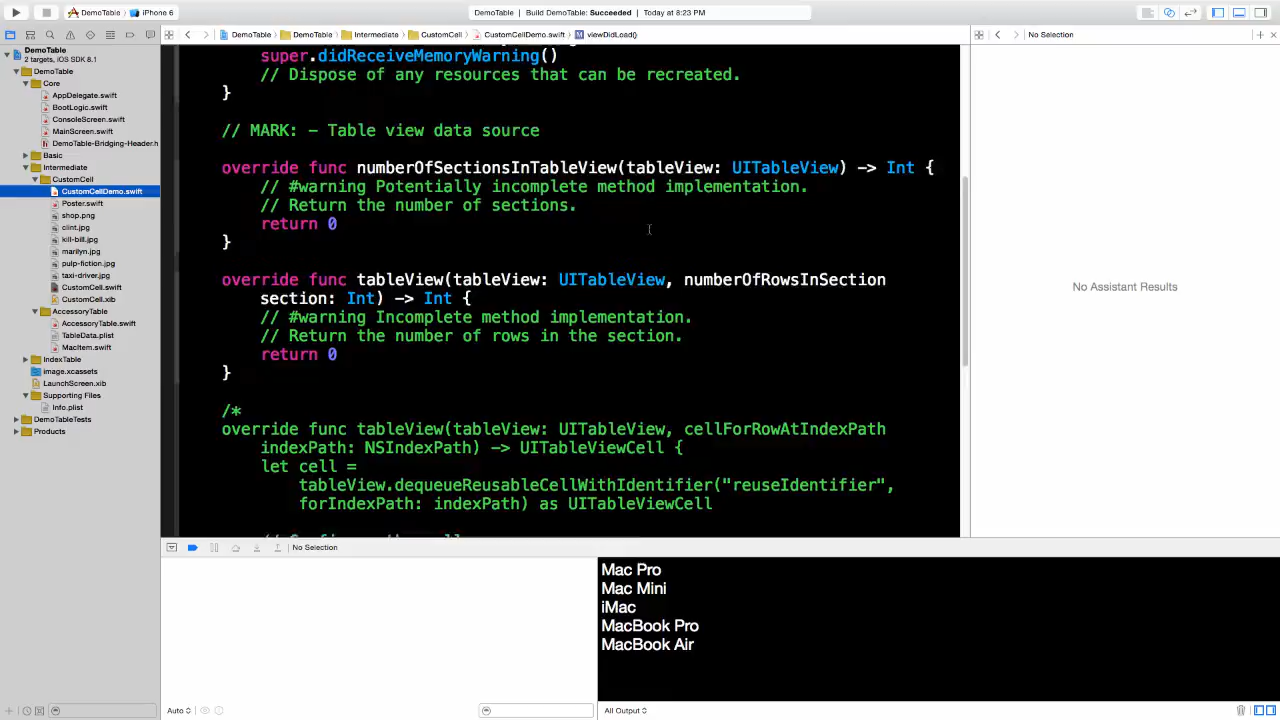 DemoTable
iPhone 6
DemoTable | Build DemoTable: Succeeded | Today at 8:23 PM
DemoTable
DemoTable
Intermediate
CustomCell
CustomCellDemo.swift
viewDidLoad()
No Selection
DemoTable
2 targets, iOS SDK 8.1
DemoTable
Core
AppDelegate.swift
BootLogic.swift
ConsoleScreen.swift
MainScreen.swift
DemoTable-Bridging-Header.h
Basic
Intermediate
CustomCell
CustomCellDemo.swift
Poster.swift
shop.png
clint.jpg
kill-bill.jpg
marilyn.jpg
pulp-fiction.jpg
taxi-driver.jpg
CustomCell.swift
CustomCell.xib
AccessoryTable
AccessoryTable.swift
TableData.plist
MacItem.swift
IndexTable
image.xcassets
LaunchScreen.xib
Supporting Files
Info.plist
DemoTableTests
Products
super.didReceiveMemoryWarning()
// Dispose of any resources that can be recreated.
}
// MARK: - Table view data source
override func numberOfSectionsInTableView(tableView: UITableView) -> Int {
// #warning Potentially incomplete method implementation.
// Return the number of sections.
return 0
}
override func tableView(tableView: UITableView, numberOfRowsInSection
section: Int) -> Int {
// #warning Incomplete method implementation.
// Return the number of rows in the section.
return 0
}
/*
override func tableView(tableView: UITableView, cellForRowAtIndexPath
indexPath: NSIndexPath) -> UITableViewCell {
let cell =
tableView.dequeueReusableCellWithIdentifier("reuseIdentifier",
forIndexPath: indexPath) as UITableViewCell
No Assistant Results
No Selection
Mac Pro
Mac Mini
iMac
MacBook Pro
MacBook Air
Auto
All Output